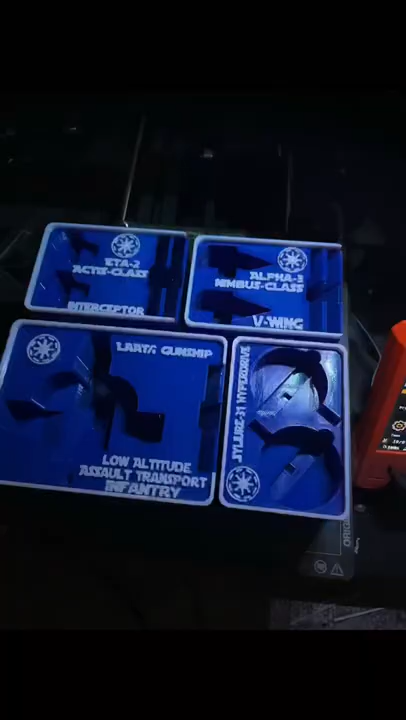 ETA-2
ACTIS-CLASS
INTERCEPTOR
ALPHA-3
NIMBUS-CLASS
V-WING
LAAT/I GUNSHIP
LOW ALTITUDE
ASSAULT TRANSPORT
INFANTRY
SYLURE-31 HYPERDRIVE